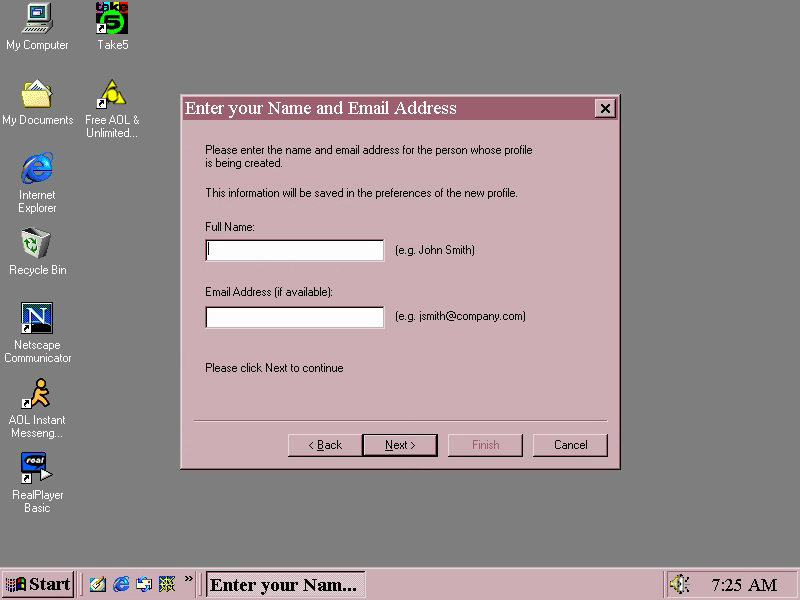 My Computer
Take5
My Documents
Free AOL &
Unlimited...
Internet
Explorer
Recycle Bin
Netscape
Communicator
AOL Instant
Messeng...
real
RealPlayer
Basic
Enter your Name and Email Address
Please enter the name and email address for the person whose profile
is being created.
This information will be saved in the preferences of the new profile.
Full Name:
(e.g. John Smith)
Email Address (if available):
(e.g. jsmith@company.com)
Please click Next to continue
< Back
Next >
Finish
Cancel
Start
»
Enter your Nam...
7:25 AM